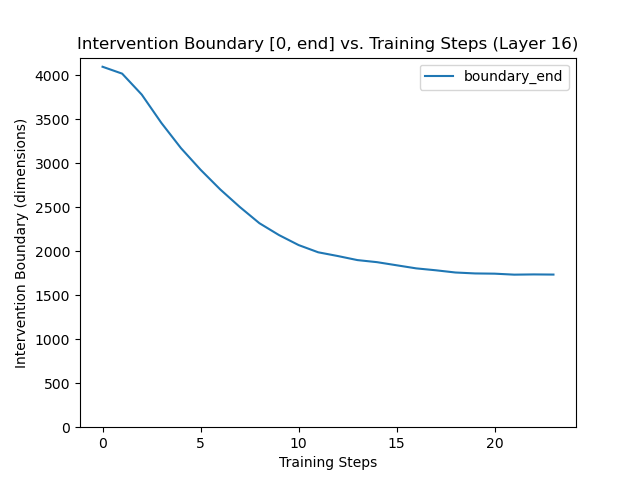 Intervention Boundary [0, end] vs. Training Steps (Layer 16)
boundary_end
Intervention Boundary (dimensions)
4000
3500
3000
2500
2000
1500
1000
500
0
0 5 10 15 20
Training Steps